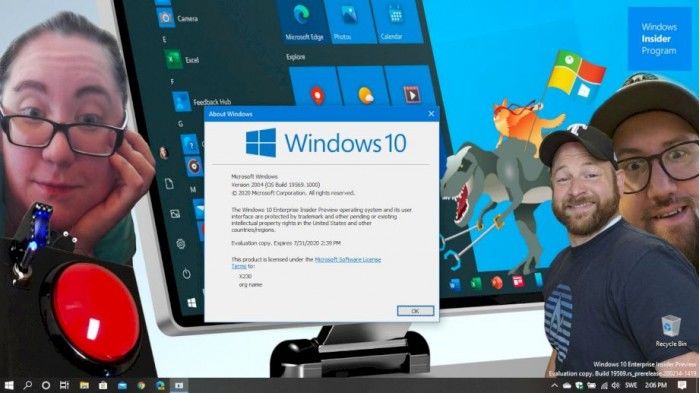 Camera
Excel
Feedback Hub
Microsoft Edge
Photos
Calendar
Explore
Windows
Insider
Program
About Windows
Windows 10
Microsoft Windows
Version 2004 (OS Build 19569.1000)
© 2020 Microsoft Corporation. All rights reserved.
The Windows 10 Enterprise Insider Preview operating system and its user
interface are protected by trademark and other pending or existing
intellectual property rights in the United States and other
countries/regions.
Evaluation copy. Expires 7/31/2020 2:39 PM
This product is licensed under the Microsoft Software License
Terms to:
X230
org name
OK
Recycle Bin
Windows 10 Enterprise Insider Preview
Evaluation copy. Build 19569.rs_prerelease.200214-1419
SWE
2:06 PM